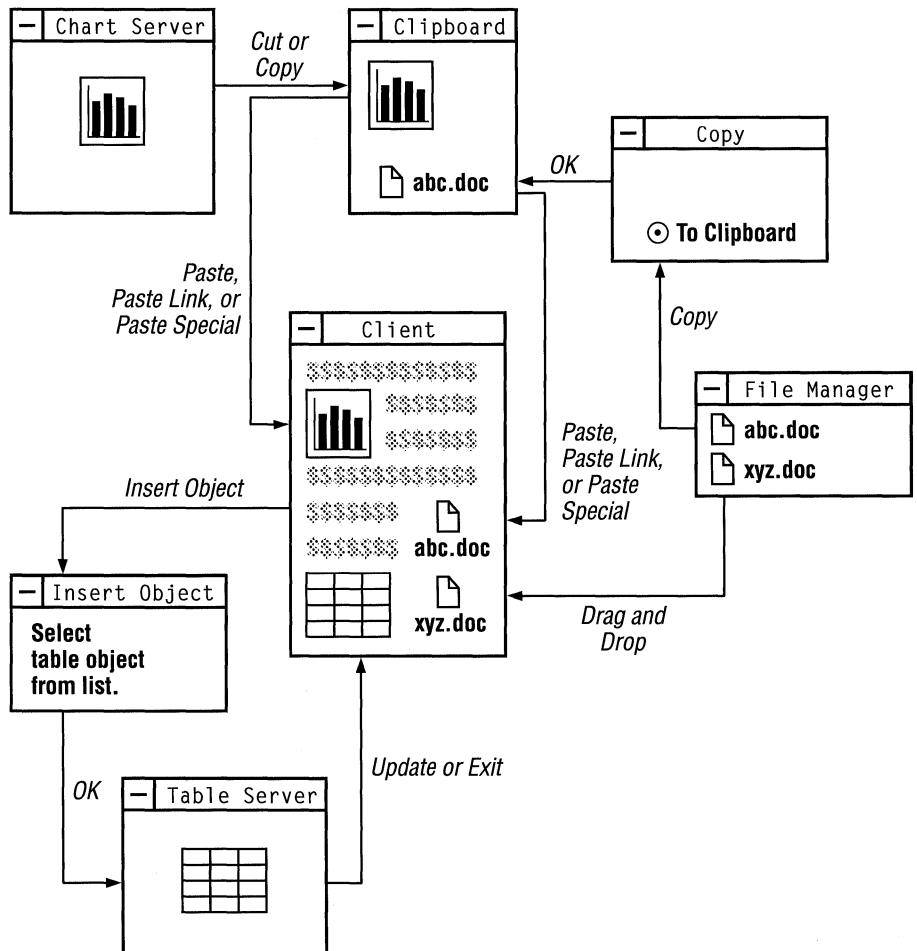 Chart Server
Cut or
Copy
Clipboard
abc.doc
OK
Copy
To Clipboard
Paste,
Paste Link, or
Paste Special
Client
Copy
File Manager
abc.doc
xyz.doc
Paste,
Paste Link,
or Paste
Special
Insert Object
abc.doc
xyz.doc
Drag and
Drop
Insert Object
Select
table object
from list.
OK
Update or Exit
Table Server